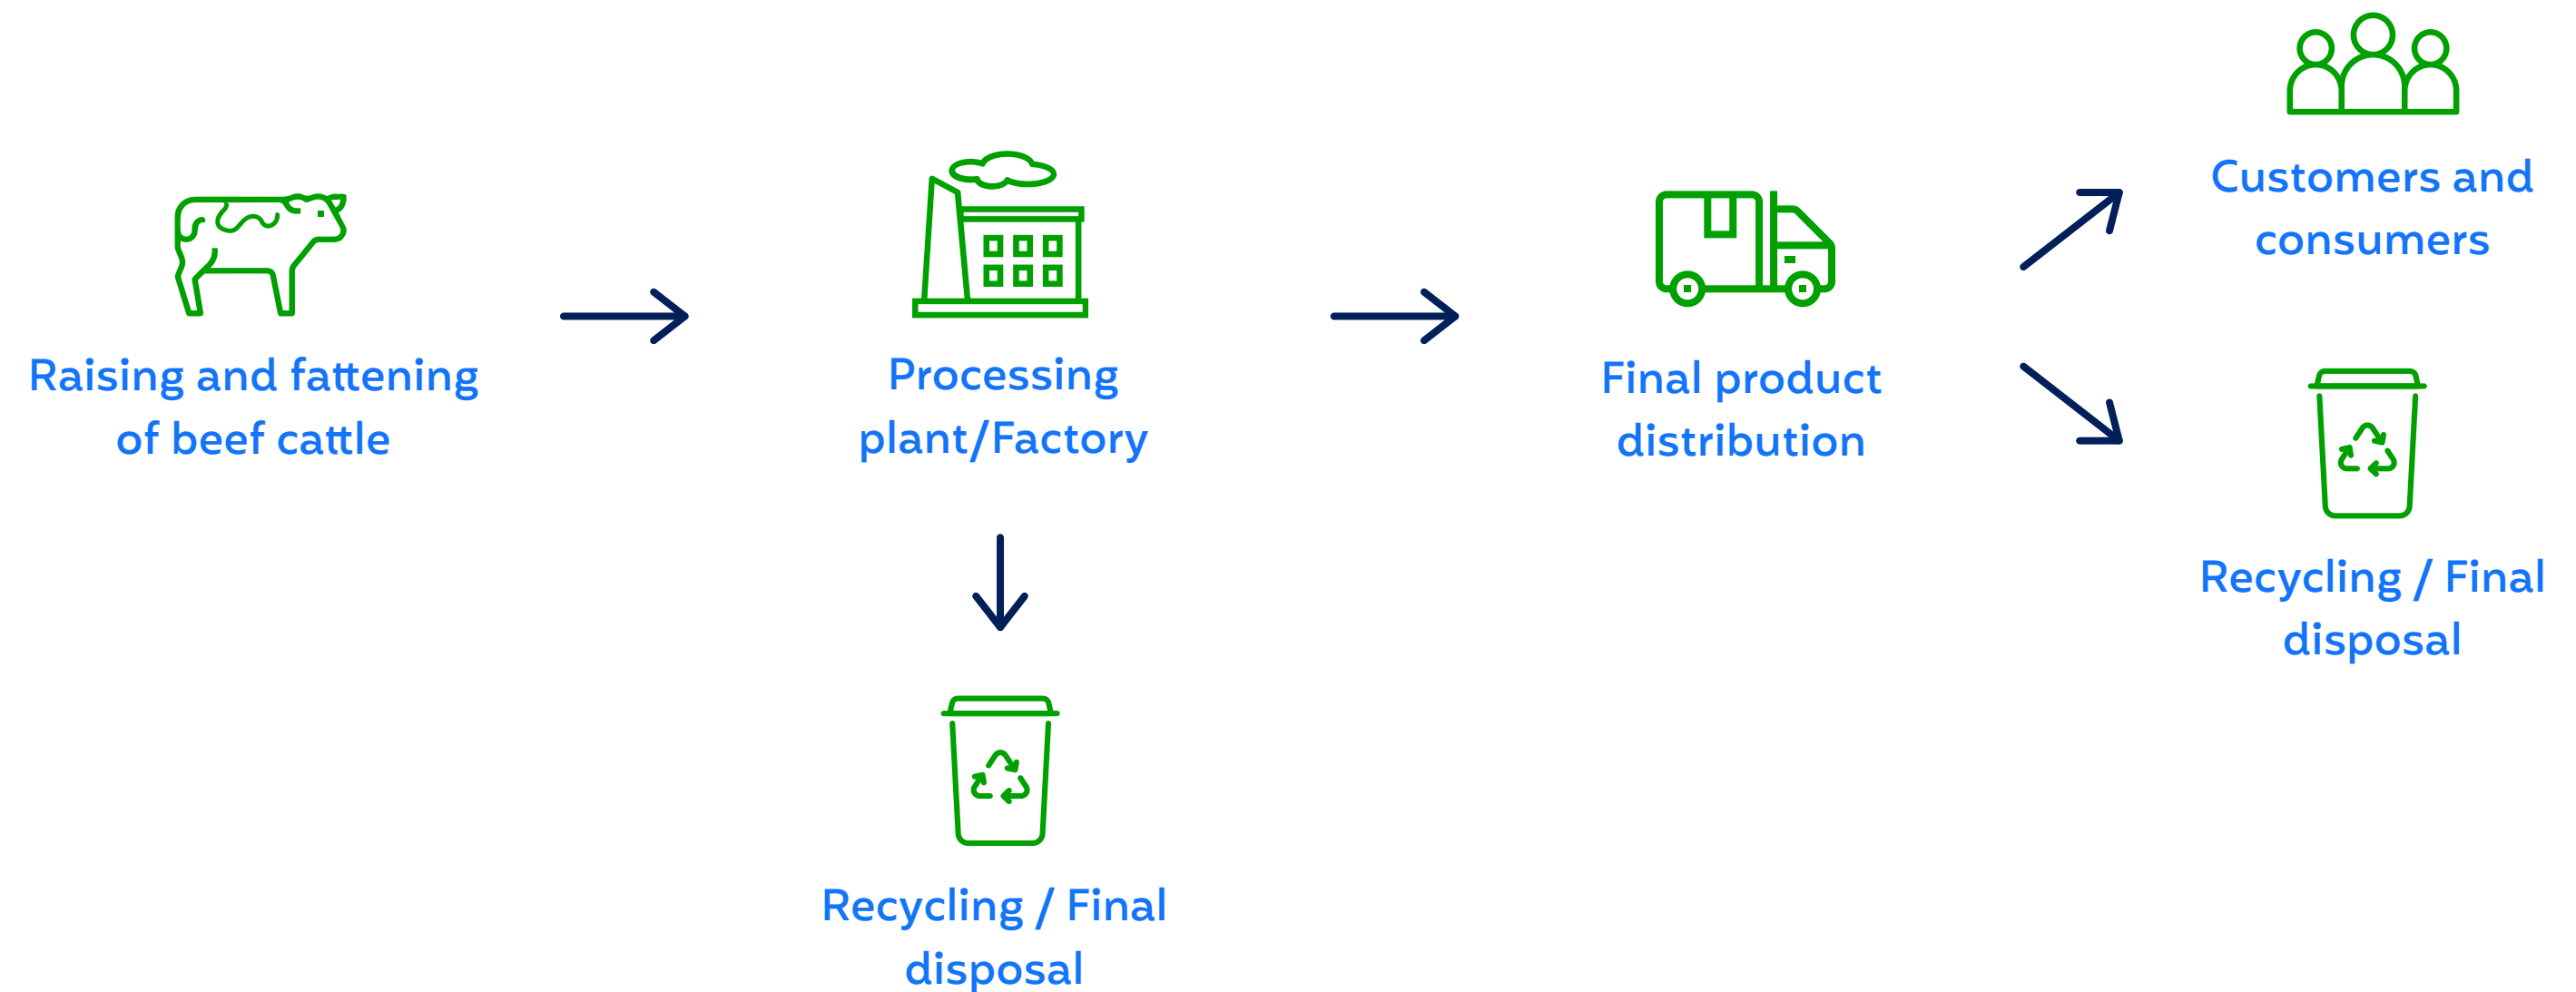 Raising and fattening
of beef cattle
Processing
plant/Factory
Recycling / Final
disposal
Final product
distribution
Customers and
consumers
Recycling / Final
disposal